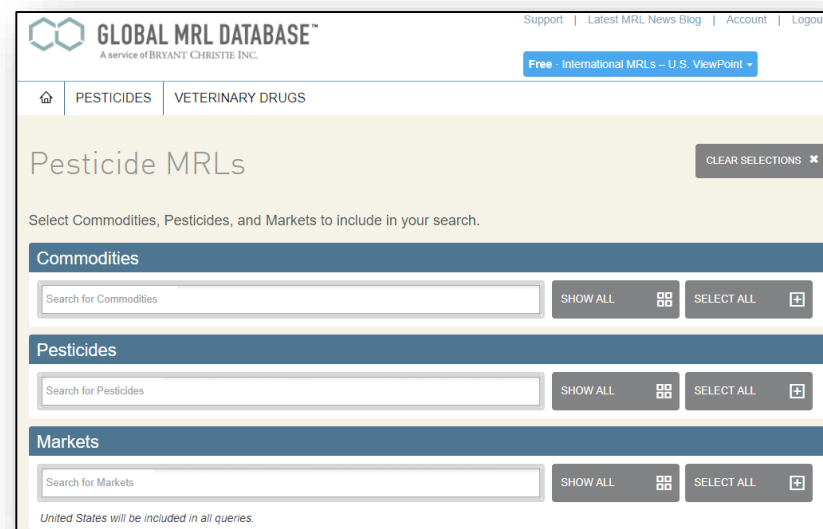 Support | Latest MRL News Blog | Account | Logout
GLOBAL MRL DATABASE™
A service of BRYANT CHRISTIE INC.
Free - International MRLs – U.S. ViewPoint
PESTICIDES VETERINARY DRUGS
Pesticide MRLs
CLEAR SELECTIONS ✖
Select Commodities, Pesticides, and Markets to include in your search.
Commodities
Search for Commodities SHOW ALL SELECT ALL
Pesticides
Search for Pesticides SHOW ALL SELECT ALL
Markets
Search for Markets SHOW ALL SELECT ALL
United States will be included in all queries.